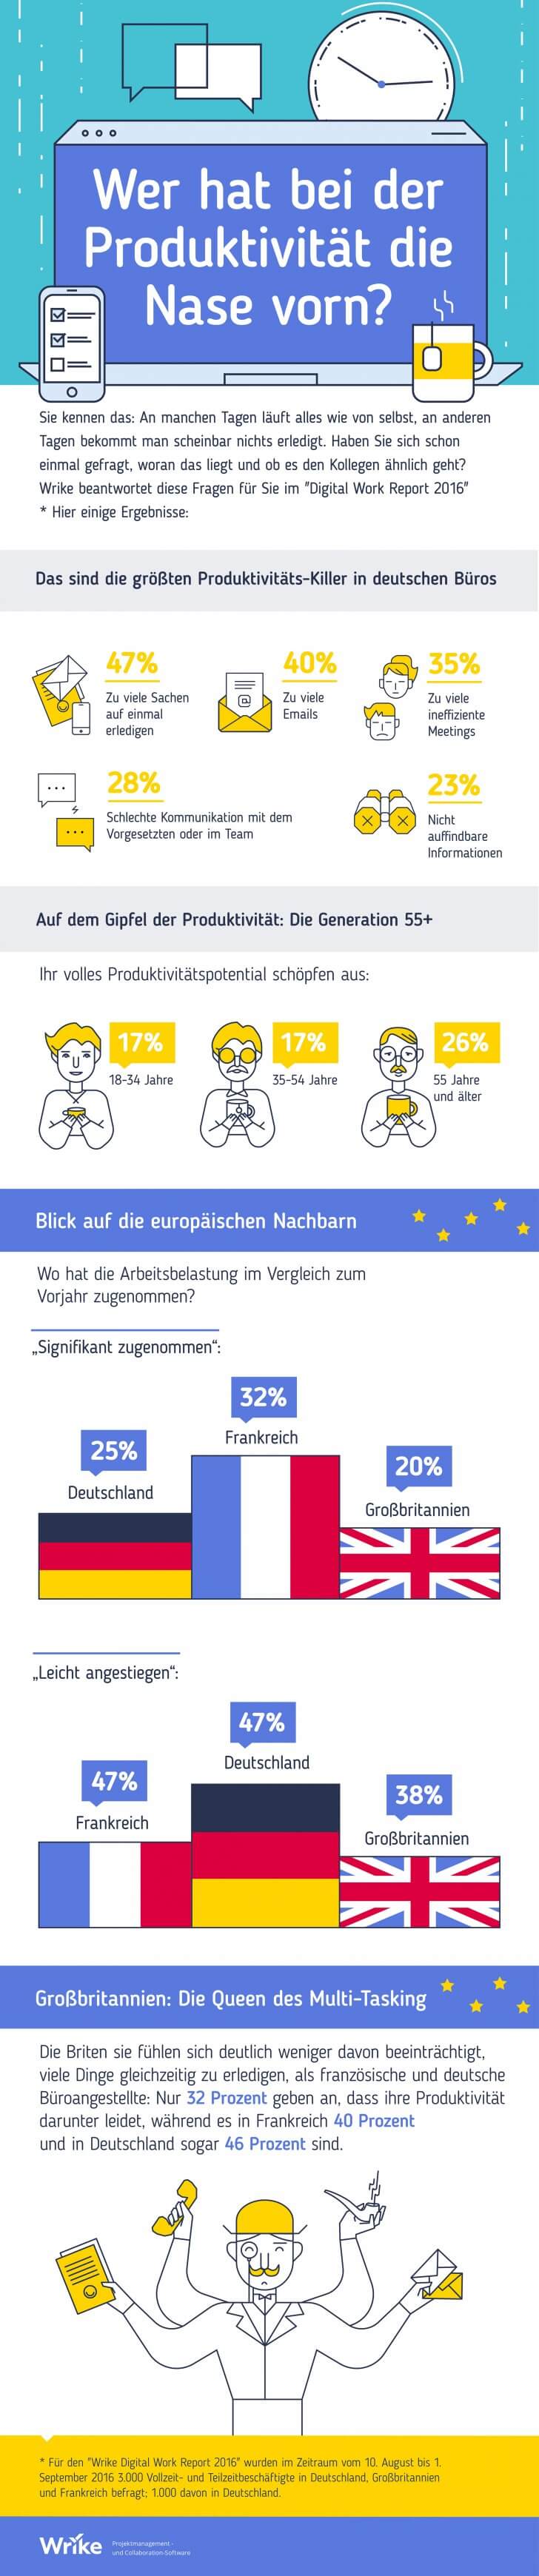 Wer hat bei der
Produktivität die
Nase vorn?
Sie kennen das: An manchen Tagen läuft alles wie von selbst, an anderen
Tagen bekommt man scheinbar nichts erledigt. Haben Sie sich schon
einmal gefragt, woran das liegt und ob es den Kollegen ähnlich geht?
Wrike beantwortet diese Fragen für Sie im "Digital Work Report 2016"
* Hier einige Ergebnisse:
Das sind die größten Produktivitäts-Killer in deutschen Büros
47%
Zu viele Sachen
auf einmal
erledigen
40%
Zu viele
Emails
35%
Zu viele
ineffiziente
Meetings
28%
Schlechte Kommunikation mit dem
Vorgesetzten oder im Team
23%
Nicht
auffindbare
Informationen
Auf dem Gipfel der Produktivität: Die Generation 55+
Ihr volles Produktivitätspotential schöpfen aus:
17%
18-34 Jahre
17%
35-54 Jahre
26%
55 Jahre
und älter
Blick auf die europäischen Nachbarn
Wo hat die Arbeitsbelastung im Vergleich zum
Vorjahr zugenommen?
„Signifikant zugenommen“:
25%
Deutschland
32%
Frankreich
20%
Großbritannien
„Leicht angestiegen“:
47%
Frankreich
47%
Deutschland
38%
Großbritannien
Großbritannien: Die Queen des Multi-Tasking
Die Briten sie fühlen sich deutlich weniger davon beeinträchtigt,
viele Dinge gleichzeitig zu erledigen, als französische und deutsche
Büroangestellte: Nur 32 Prozent geben an, dass ihre Produktivität
darunter leidet, während es in Frankreich 40 Prozent
und in Deutschland sogar 46 Prozent sind.
* Für den "Wrike Digital Work Report 2016" wurden im Zeitraum vom 10. August bis 1.
September 2016 3.000 Vollzeit- und Teilzeitbeschäftigte in Deutschland, Großbritannien
und Frankreich befragt; 1.000 davon in Deutschland.
Wrike
Projektmanagement -
und Collaboration-Software